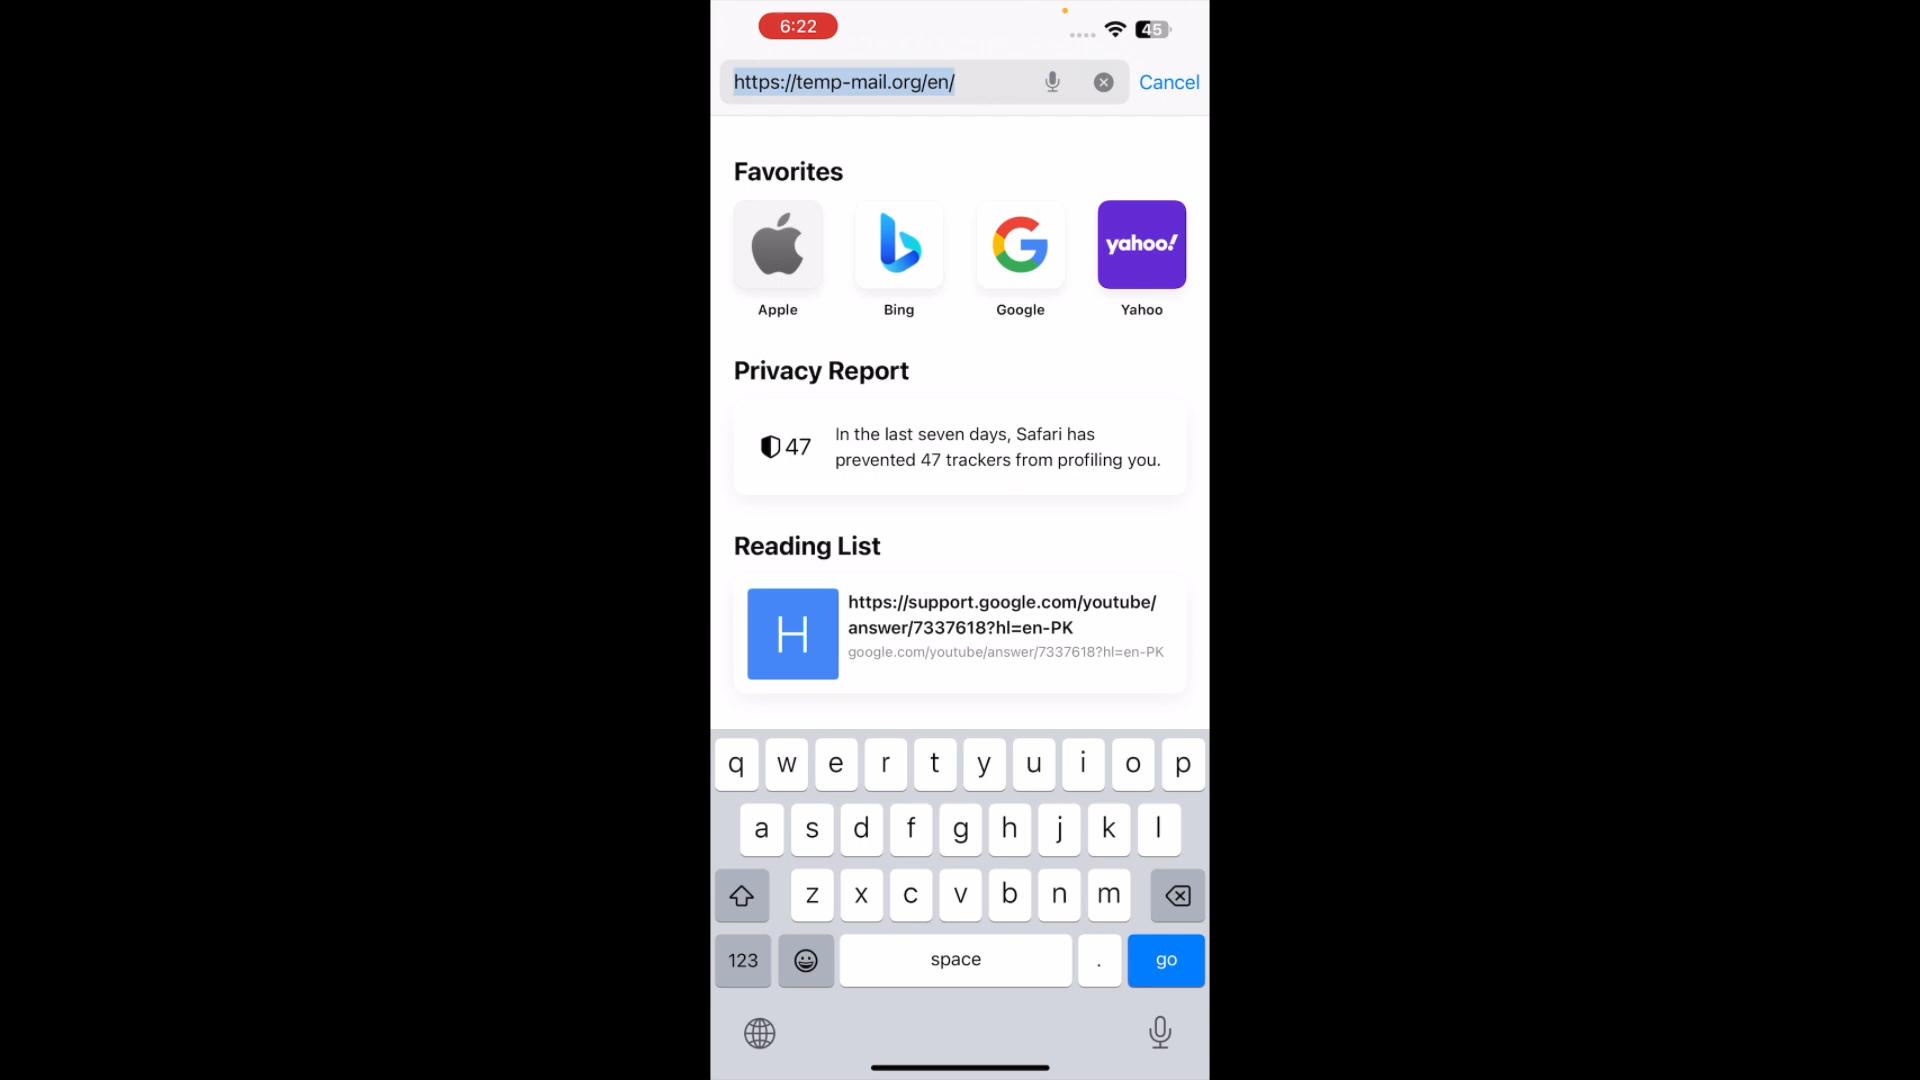 6:22
45
https://temp-mail.org/en/
Cancel
Favorites
yahoo!
Apple
Bing
Google
Yahoo
Privacy Report
47
In the last seven days, Safari has
prevented 47 trackers from profiling you.
Reading List
H
https://support.google.com/youtube/
answer/7337618?hl=en-PK
google.com/youtube/answer/7337618?hl=en-PK
q w e r t y u i o p
a s d f g h j k l
z x c v b n m
123 space . go